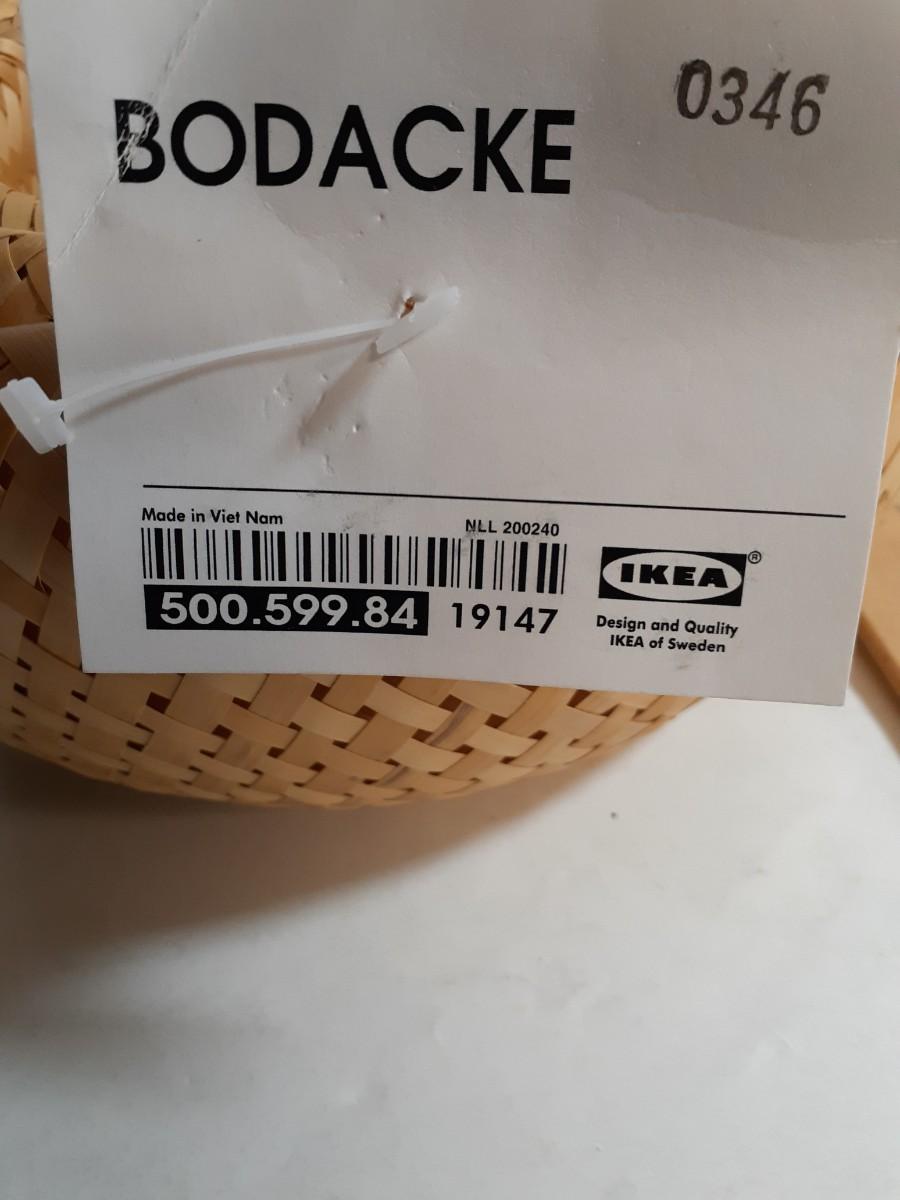 BODACKE
0346
Made in Viet Nam
NLL 200240
500.599.84
19147
IKEA®
Design and Quality
IKEA of Sweden